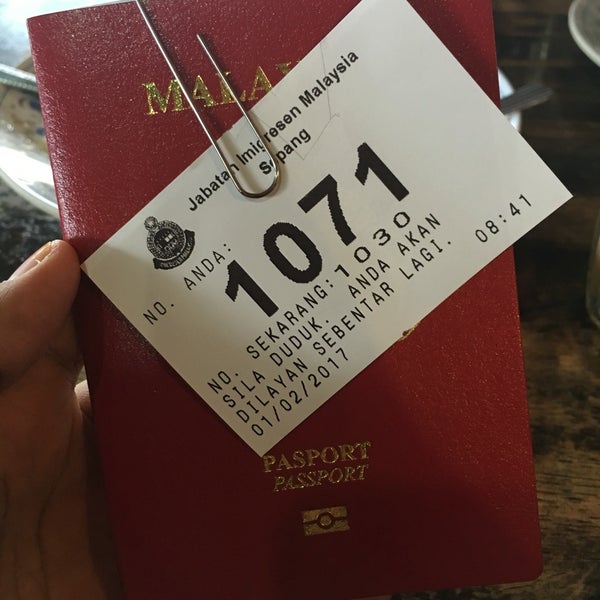 MALAY
Jabatan Imigresen Malaysia
Sepang
NO. ANDA:
1071
NO. SEKARANG:1030
SILA DUDUK. ANDA AKAN
DILAYAN SEBENTAR LAGI.
01/02/2017 08:41
PASPORT
PASSPORT